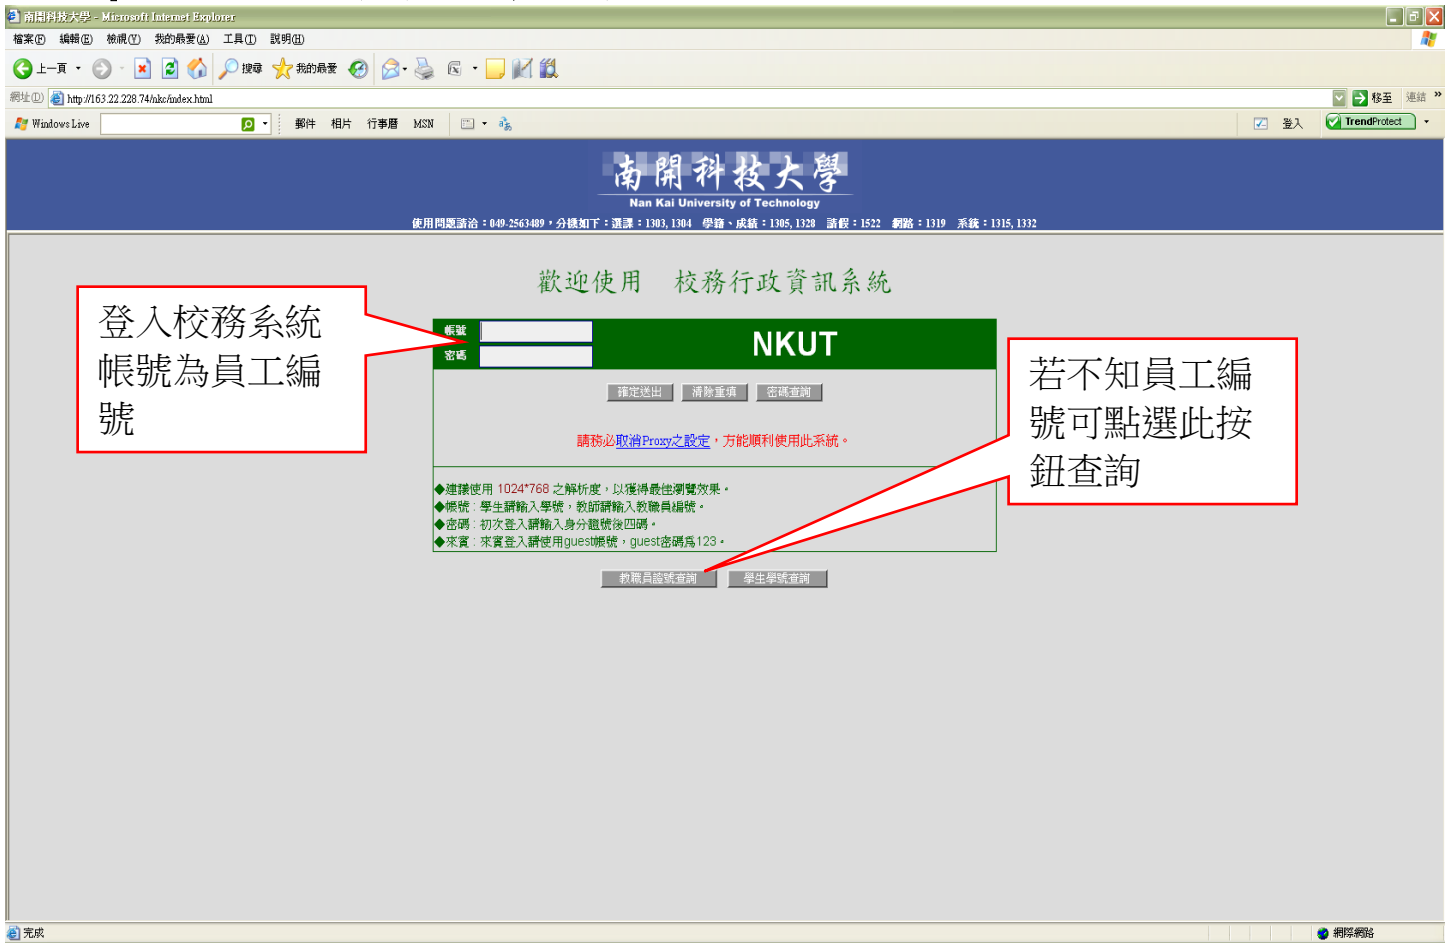 南開科技大學 - Microsoft Internet Explorer
檔案(F) 編輯(E) 檢視(V) 我的最愛(A) 工具(T) 說明(H)
上一頁 搜尋 我的最愛
網址(D) http://163.22.228.74/nkc/index.html 移至 連結 »
Windows Live 郵件 相片 行事曆 MSN 登入 TrendProtect
南開科技大學
Nan Kai University of Technology
使用問題請洽：049-2563489，分機如下：選課：1303, 1304 學籍、成績：1305, 1328 請假：1522 網路：1319 系統：1315, 1332
歡迎使用 校務行政資訊系統
登入校務系統
帳號為員工編
號
帳號
密碼
NKUT
確定送出 清除重填 密碼查詢
請務必取消Proxy之設定，方能順利使用此系統。
若不知員工編
號可點選此按
鈕查詢
◆建議使用 1024*768 之解析度，以獲得最佳瀏覽效果。
◆帳號：學生請輸入學號，教師請輸入教職員編號。
◆密碼：初次登入請輸入身分證號後四碼。
◆來賓：來賓登入請使用guest帳號，guest密碼為123。
教職員證號查詢 學生學號查詢
完成 網際網路